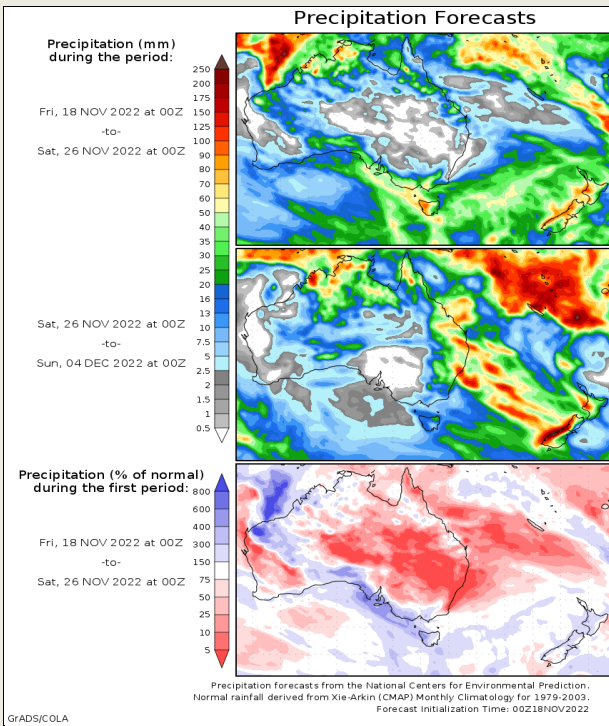 Precipitation Forecasts
Precipitation (mm)
during the period:
Fri, 18 NOV 2022 at 00Z
-to-
Sat, 26 NOV 2022 at 00Z
250
200
175
150
125
100
90
80
70
60
50
40
35
30
25
20
16
13
10
7.5
5
2.5
2
1.5
1
0.5
Sat, 26 NOV 2022 at 00Z
-to-
Sun, 04 DEC 2022 at 00Z
Precipitation (% of normal)
during the first period:
Fri, 18 NOV 2022 at 00Z
-to-
Sat, 26 NOV 2022 at 00Z
800
600
400
300
150
75
50
25
10
5
Precipitation forecasts from the National Centers for Environmental Prediction.
Normal rainfall derived from Xie-Arkin (CMAP) Monthly Climatology for 1979-2003.
Forecast Initialization Time: 00Z18NOV2022
GrADS/COLA